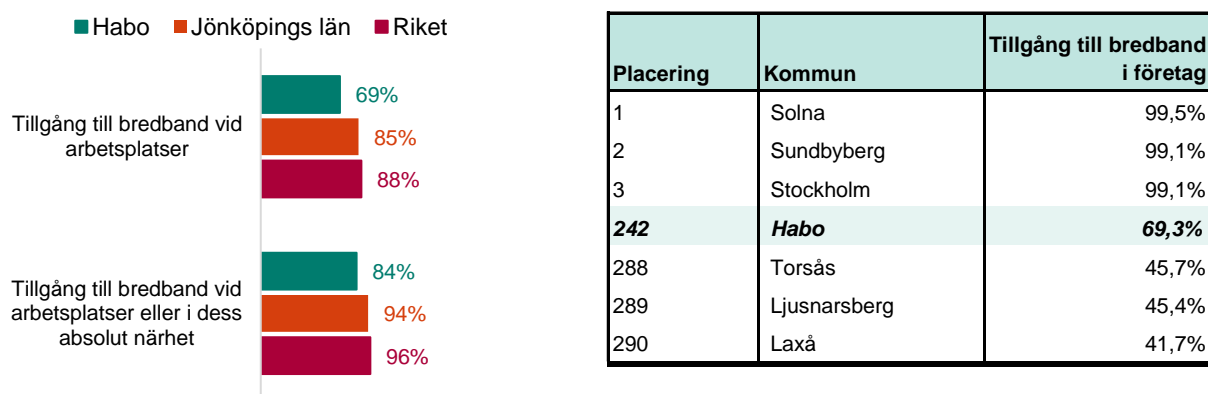 Habo Jönköpings län Riket
Tillgång till bredband vid
arbetsplatser
69%
85%
88%
Tillgång till bredband vid
arbetsplatser eller i dess
absolut närhet
84%
94%
96%
Placering Kommun Tillgång till bredband i företag
1 Solna 99,5%
2 Sundbyberg 99,1%
3 Stockholm 99,1%
242 Habo 69,3%
288 Torsås 45,7%
289 Ljusnarsberg 45,4%
290 Laxå 41,7%